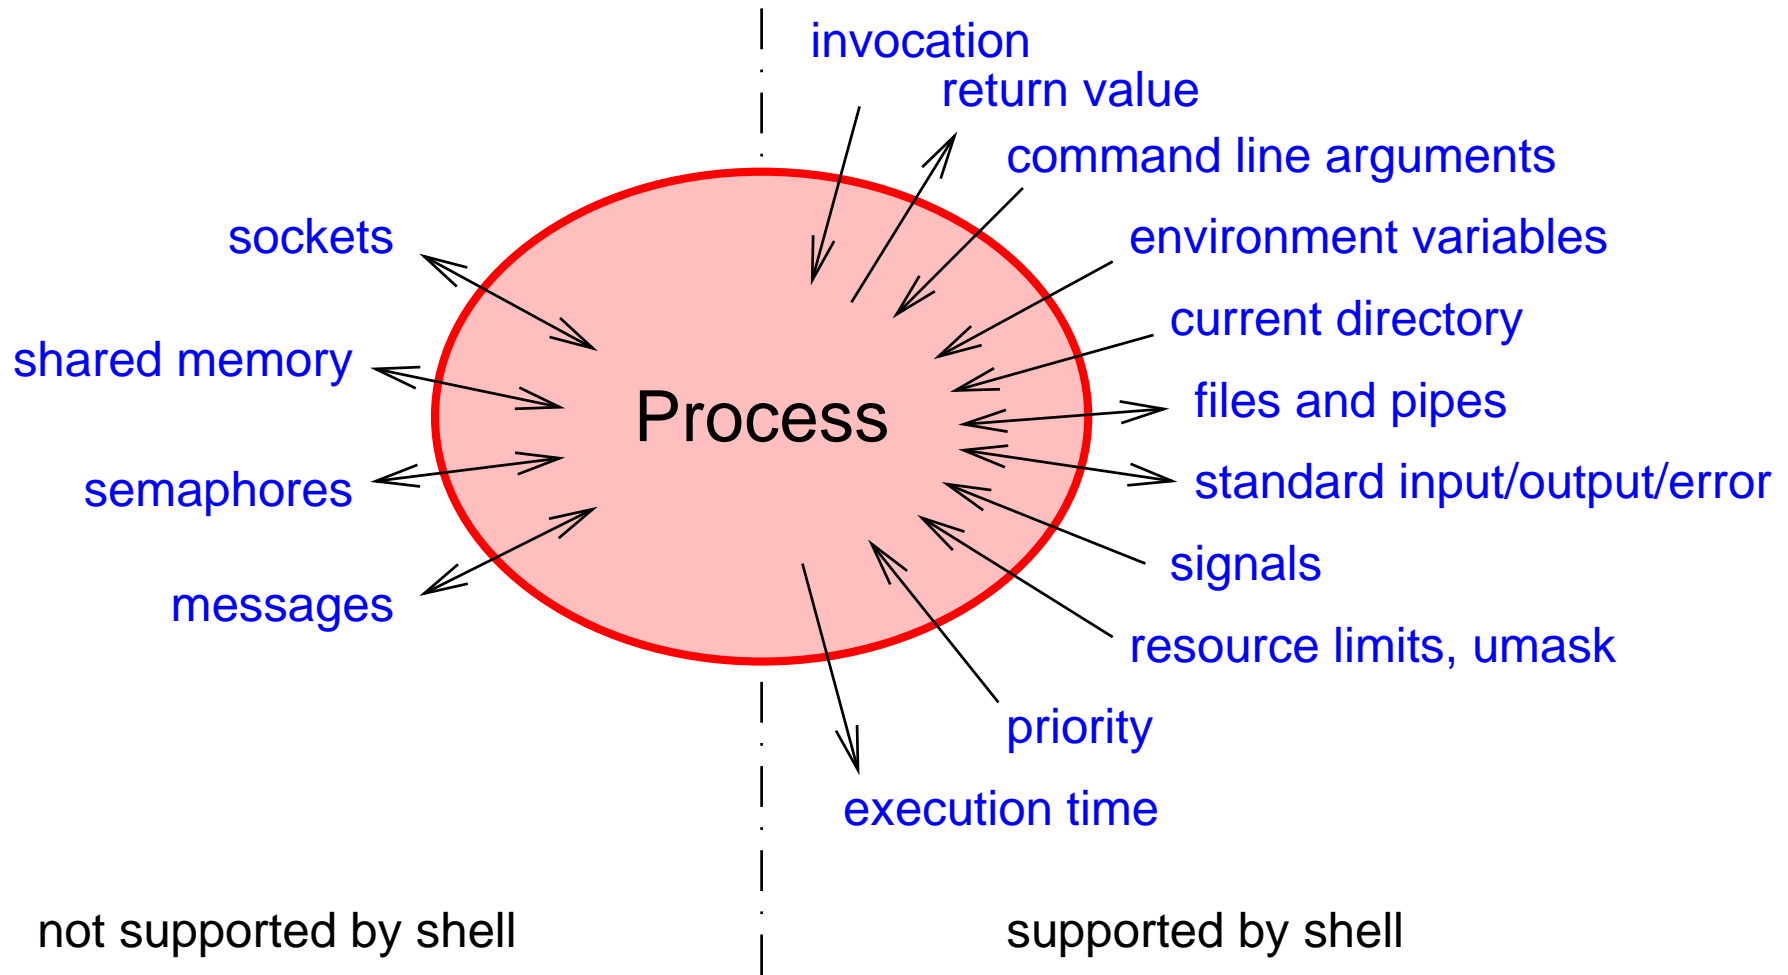 invocation
return value
command line arguments
sockets
environment variables
current directory
shared memory
files and pipes
Process
standard input/output/error
semaphores
signals
messages
resource limits, umask
priority
execution time
not supported by shell
supported by shell